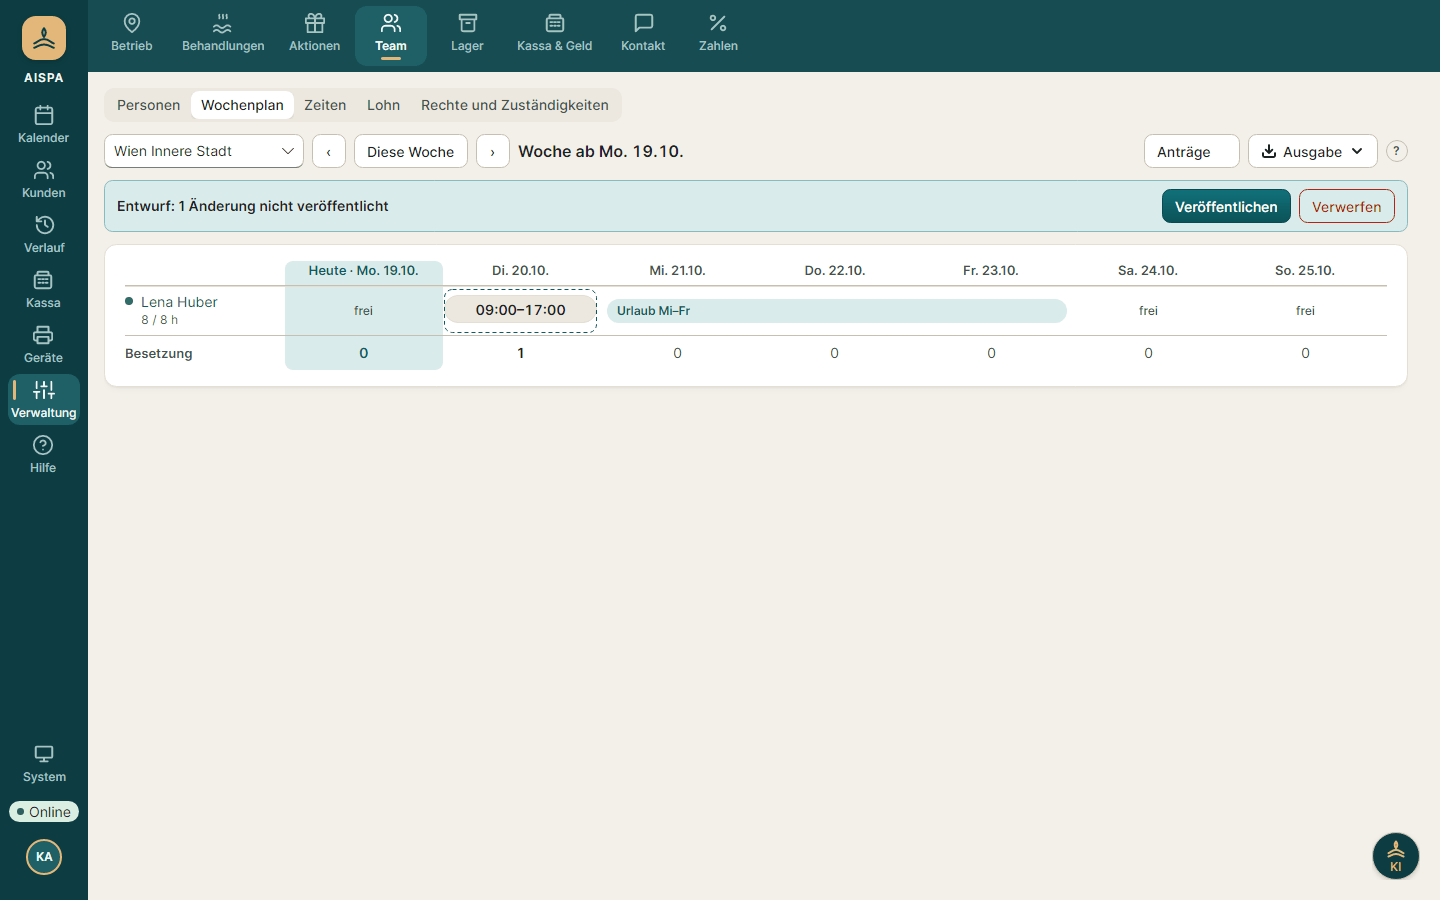 AISPA
Kalender
Kunden
Verlauf
Kassa
Geräte
Verwaltung
Hilfe
System
Online
KA
Betrieb
Behandlungen
Aktionen
Team
Lager
Kassa & Geld
Kontakt
Zahlen
Personen
Wochenplan
Zeiten
Lohn
Rechte und Zuständigkeiten
Wien Innere Stadt
‹
Diese Woche
›
Woche ab Mo. 19.10.
Anträge
Ausgabe
?
Entwurf: 1 Änderung nicht veröffentlicht
Veröffentlichen
Verwerfen
Heute · Mo. 19.10. Di. 20.10. Mi. 21.10. Do. 22.10. Fr. 23.10. Sa. 24.10. So. 25.10.
Lena Huber
8 / 8 h
frei 09:00–17:00 Urlaub Mi–Fr frei frei
Besetzung 0 1 0 0 0 0 0
KI